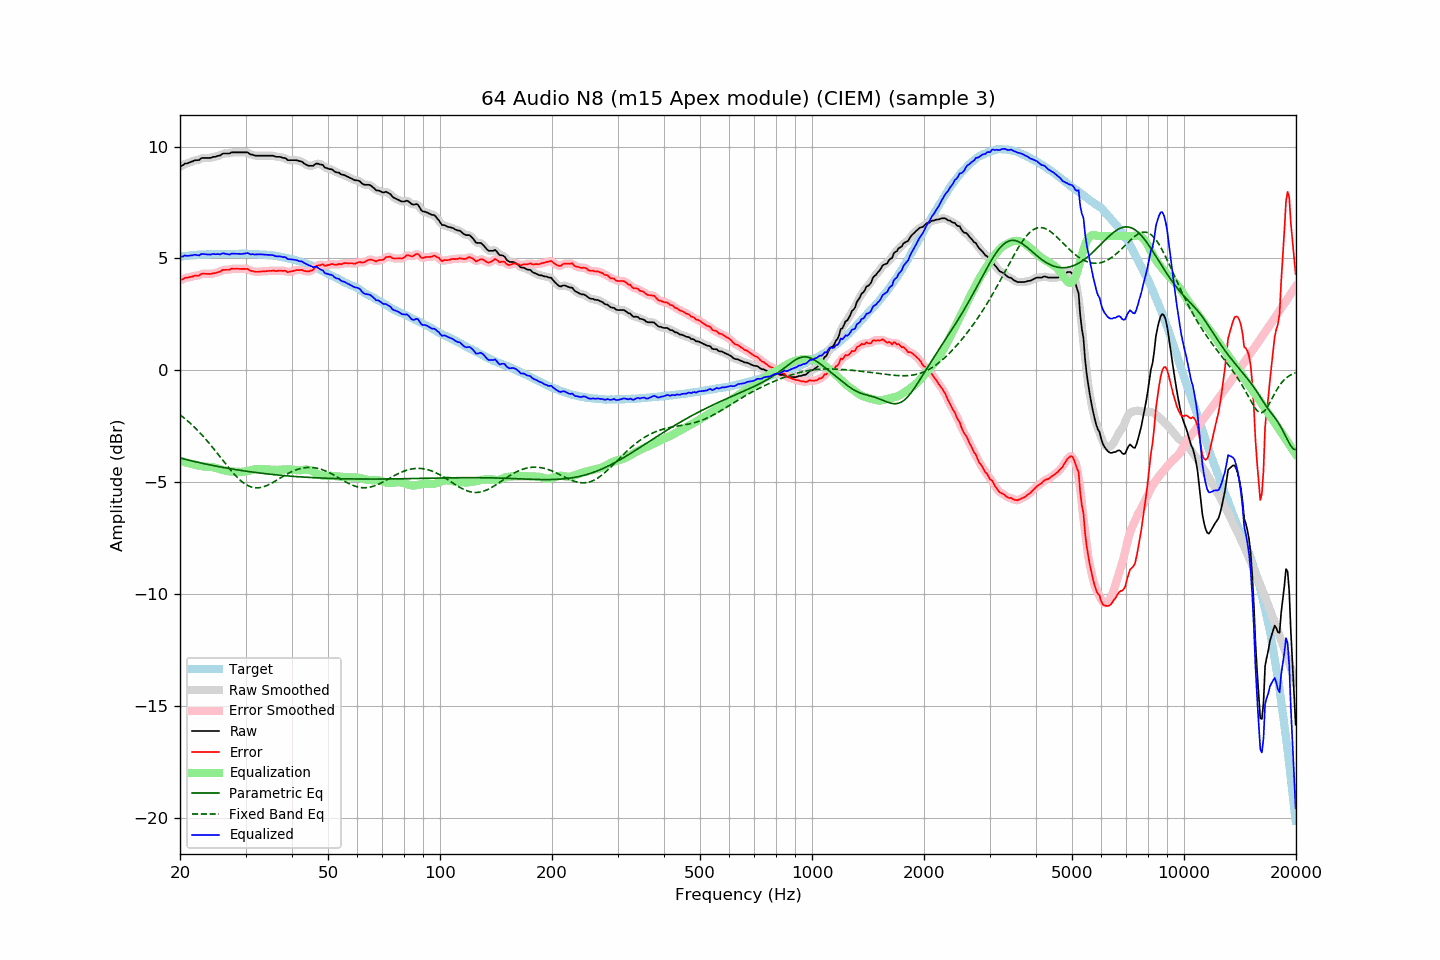 64 Audio N8 (m15 Apex module) (CIEM) (sample 3)
Amplitude (dBr)
10
5
0
−5
−10
−15
−20
Target
Raw Smoothed
Error Smoothed
Raw
Error
Equalization
Parametric Eq
Fixed Band Eq
Equalized
20 50 100 200 500 1000 2000 5000 10000 20000
Frequency (Hz)